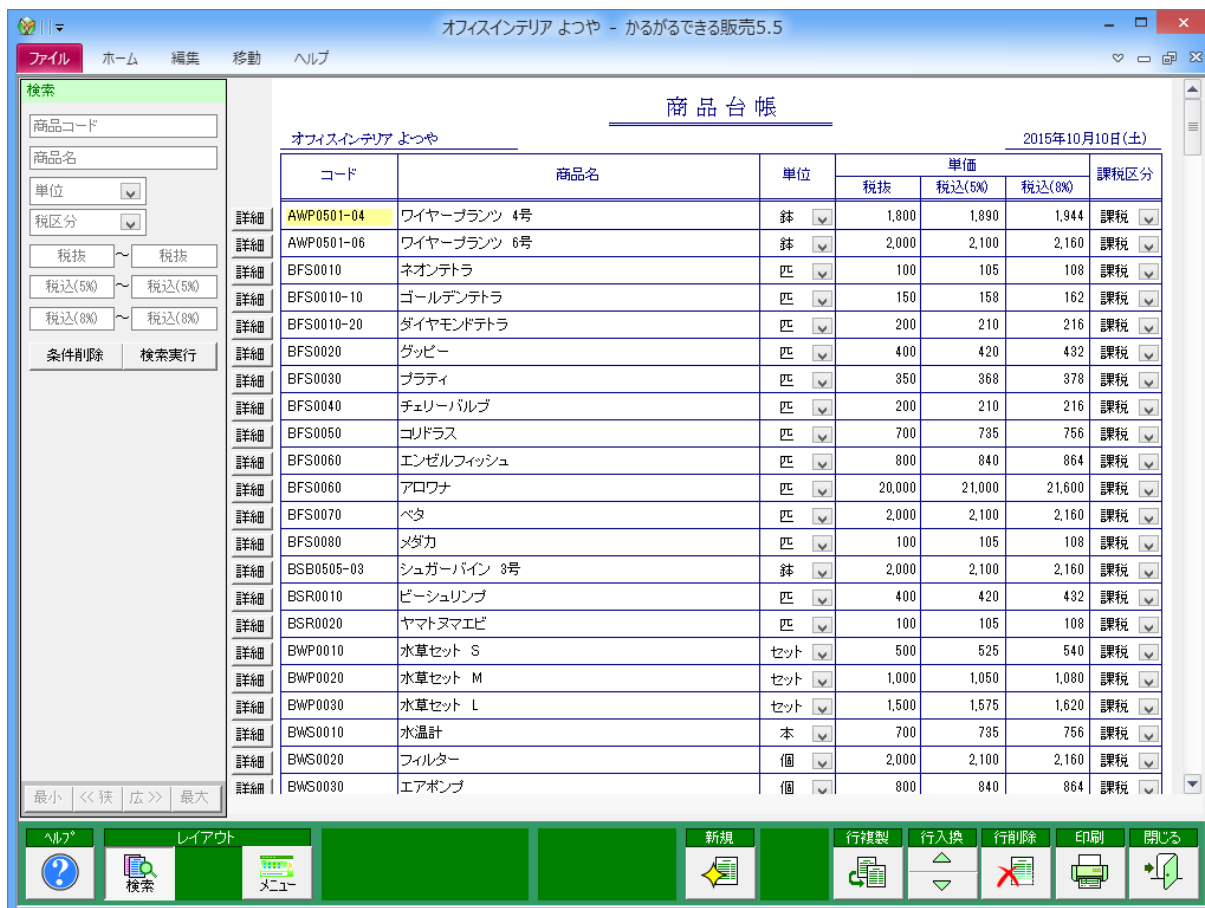 オフィスインテリア よつや - かるがるできる販売5.5
ファイル ホーム 編集 移動 ヘルプ
検索
商品コード
商品名
単位
税区分
税抜 ～ 税抜
税込(5%) ～ 税込(5%)
税込(8%) ～ 税込(8%)
条件削除 検索実行
商品台帳
オフィスインテリア よつや 2015年10月10日(土)
コード 商品名 単位 単価 課税区分
税抜 税込(5%) 税込(8%)
詳細 AWP0501-04 ワイヤープランツ 4号 鉢 1,800 1,890 1,944 課税
詳細 AWP0501-06 ワイヤープランツ 6号 鉢 2,000 2,100 2,160 課税
詳細 BFS0010 ネオンテトラ 匹 100 105 108 課税
詳細 BFS0010-10 ゴールデンテトラ 匹 150 158 162 課税
詳細 BFS0010-20 ダイヤモンドテトラ 匹 200 210 216 課税
詳細 BFS0020 グッピー 匹 400 420 432 課税
詳細 BFS0030 プラティ 匹 350 368 378 課税
詳細 BFS0040 チェリーバルブ 匹 200 210 216 課税
詳細 BFS0050 コリドラス 匹 700 735 756 課税
詳細 BFS0060 エンゼルフィッシュ 匹 800 840 864 課税
詳細 BFS0060 アロワナ 匹 20,000 21,000 21,600 課税
詳細 BFS0070 ベタ 匹 2,000 2,100 2,160 課税
詳細 BFS0080 メダカ 匹 100 105 108 課税
詳細 BSB0505-03 シュガーバイン 3号 鉢 2,000 2,100 2,160 課税
詳細 BSR0010 ビーシュリンプ 匹 400 420 432 課税
詳細 BSR0020 ヤマトヌマエビ 匹 100 105 108 課税
詳細 BWP0010 水草セット S セット 500 525 540 課税
詳細 BWP0020 水草セット M セット 1,000 1,050 1,080 課税
詳細 BWP0030 水草セット L セット 1,500 1,575 1,620 課税
詳細 BWS0010 水温計 本 700 735 756 課税
詳細 BWS0020 フィルター 個 2,000 2,100 2,160 課税
詳細 BWS0030 エアポンプ 個 800 840 864 課税
最小 <<狭 広>> 最大
ヘルプ レイアウト 新規 行複製 行入換 行削除 印刷 閉じる
検索 メニュー